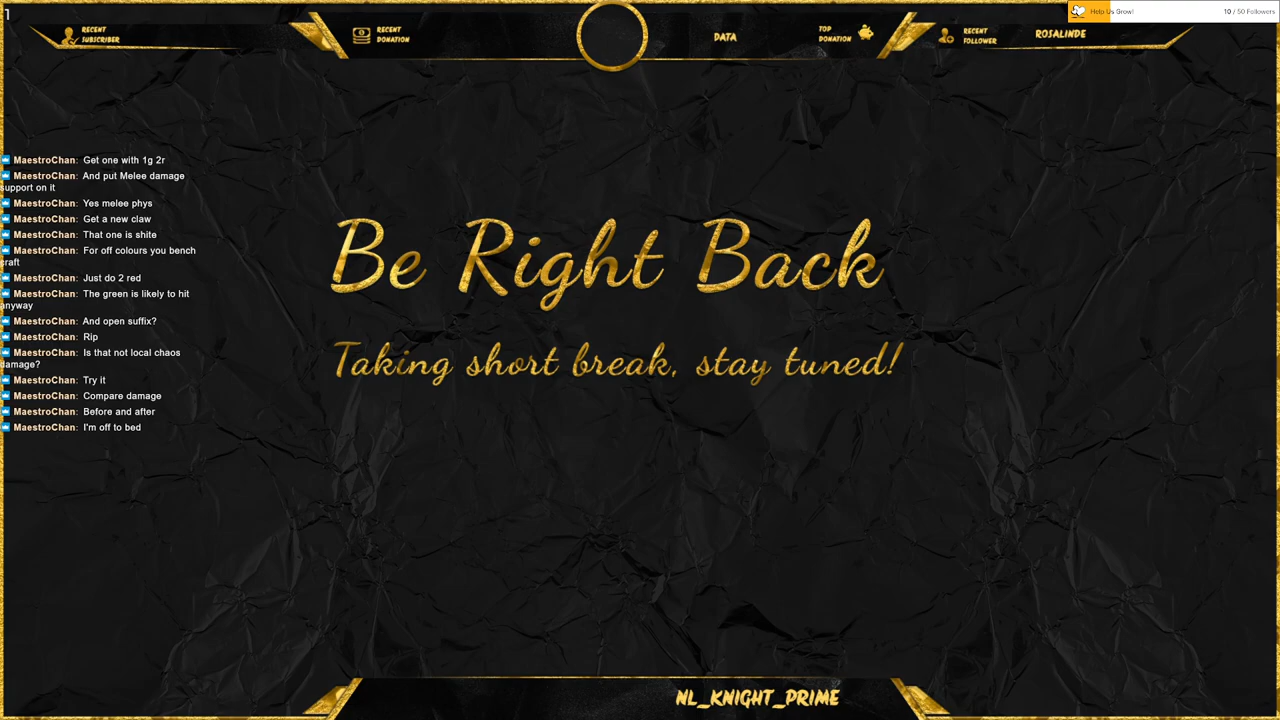 1
RECENT
SUBSCRIBER
RECENT
DONATION
DATA
TOP
DONATION
RECENT
FOLLOWER
ROSALINDE
Help Us Grow!
10 / 50 Followers
MaestroChan: Get one with 1g 2r
MaestroChan: And put Melee damage
support on it
MaestroChan: Yes melee phys
MaestroChan: Get a new claw
MaestroChan: That one is shite
MaestroChan: For off colours you bench
craft
MaestroChan: Just do 2 red
MaestroChan: The green is likely to hit
anyway
MaestroChan: And open suffix?
MaestroChan: Rip
MaestroChan: Is that not local chaos
damage?
MaestroChan: Try it
MaestroChan: Compare damage
MaestroChan: Before and after
MaestroChan: I'm off to bed
Be Right Back
Taking short break, stay tuned!
NL_KNIGHT_PRIME